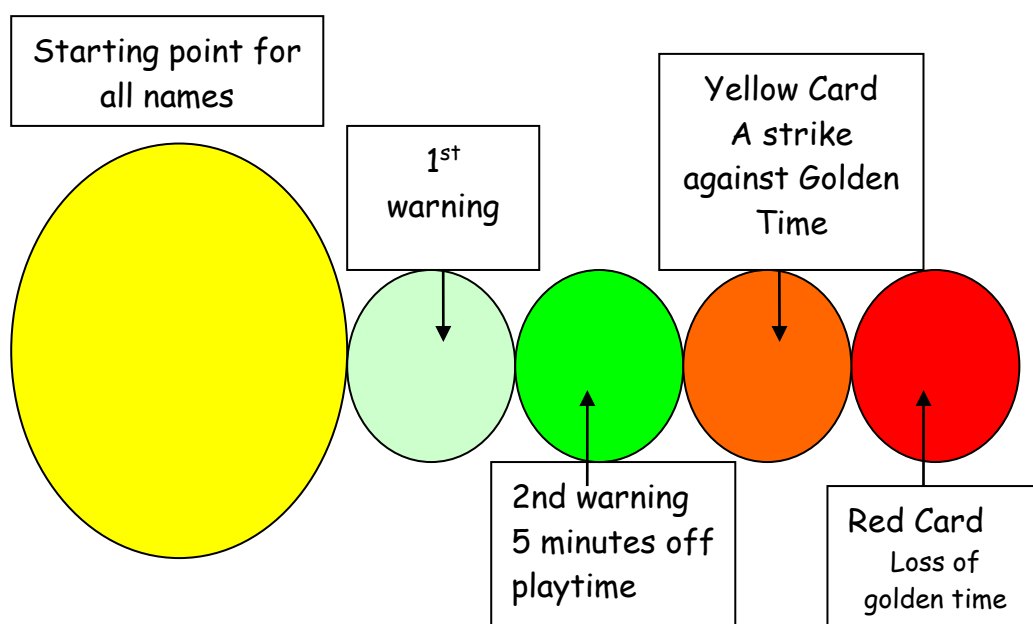 Starting point for
all names
1st
warning
Yellow Card
A strike
against Golden
Time
2nd warning
5 minutes off
playtime
Red Card
Loss of
golden time